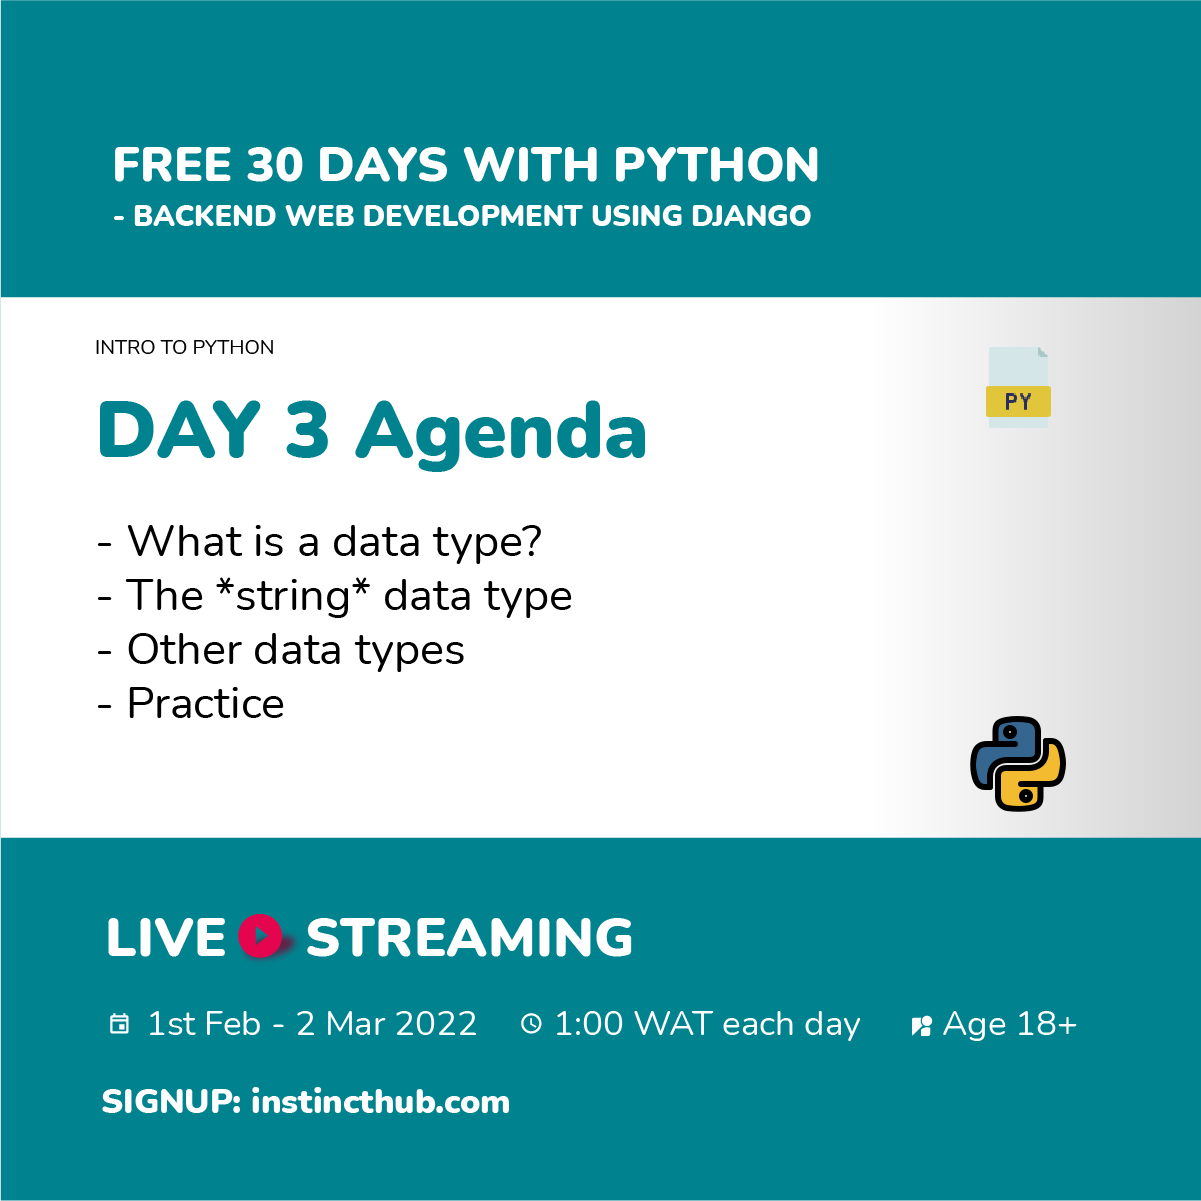 FREE 30 DAYS WITH PYTHON
- BACKEND WEB DEVELOPMENT USING DJANGO
INTRO TO PYTHON
PY
DAY 3 Agenda
- What is a data type?
- The *string* data type
- Other data types
- Practice
LIVE STREAMING
1st Feb - 2 Mar 2022 1:00 WAT each day Age 18+
SIGNUP: instincthub.com